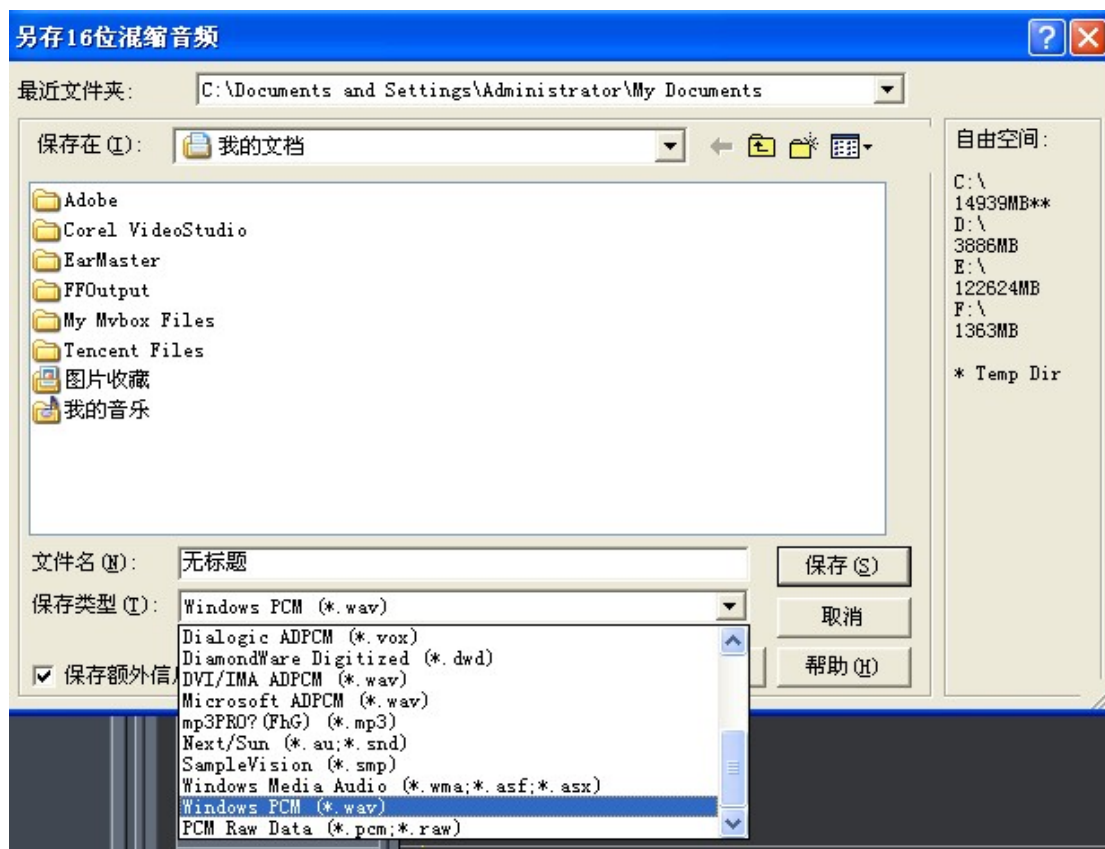 另存16位混缩音频
最近文件夹: C:\Documents and Settings\Administrator\My Documents
保存在(I): 我的文档
Adobe
Corel VideoStudio
EarMaster
FFOutput
My Mvbox Files
Tencent Files
图片收藏
我的音乐
自由空间:
C:\
14939MB**
D:\
3886MB
E:\
122624MB
F:\
1363MB
* Temp Dir
文件名(N): 无标题
保存(S)
保存类型(T): Windows PCM (*.wav)
取消
保存额外信
帮助(H)
Dialogic ADPCM (*.vox)
DiamondWare Digitized (*.dwd)
DVI/IMA ADPCM (*.wav)
Microsoft ADPCM (*.wav)
mp3PRO?(FhG) (*.mp3)
Next/Sun (*.au;*.snd)
SampleVision (*.smp)
Windows Media Audio (*.wma;*.asf;*.asx)
Windows PCM (*.wav)
PCM Raw Data (*.pcm;*.raw)